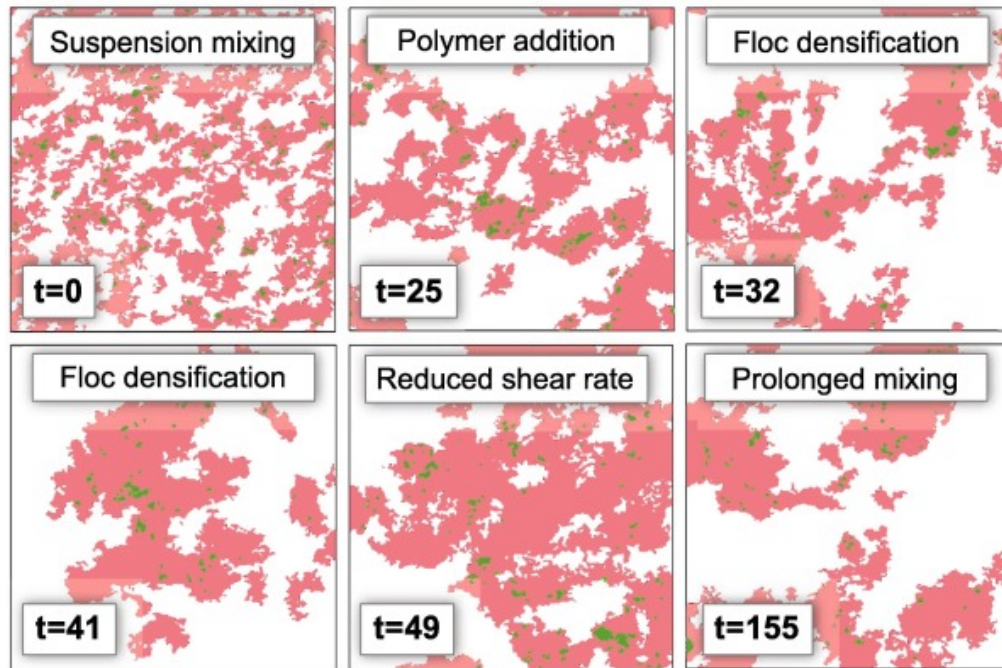 Suspension mixing
t=0
Polymer addition
t=25
Floc densification
t=32
Floc densification
t=41
Reduced shear rate
t=49
Prolonged mixing
t=155